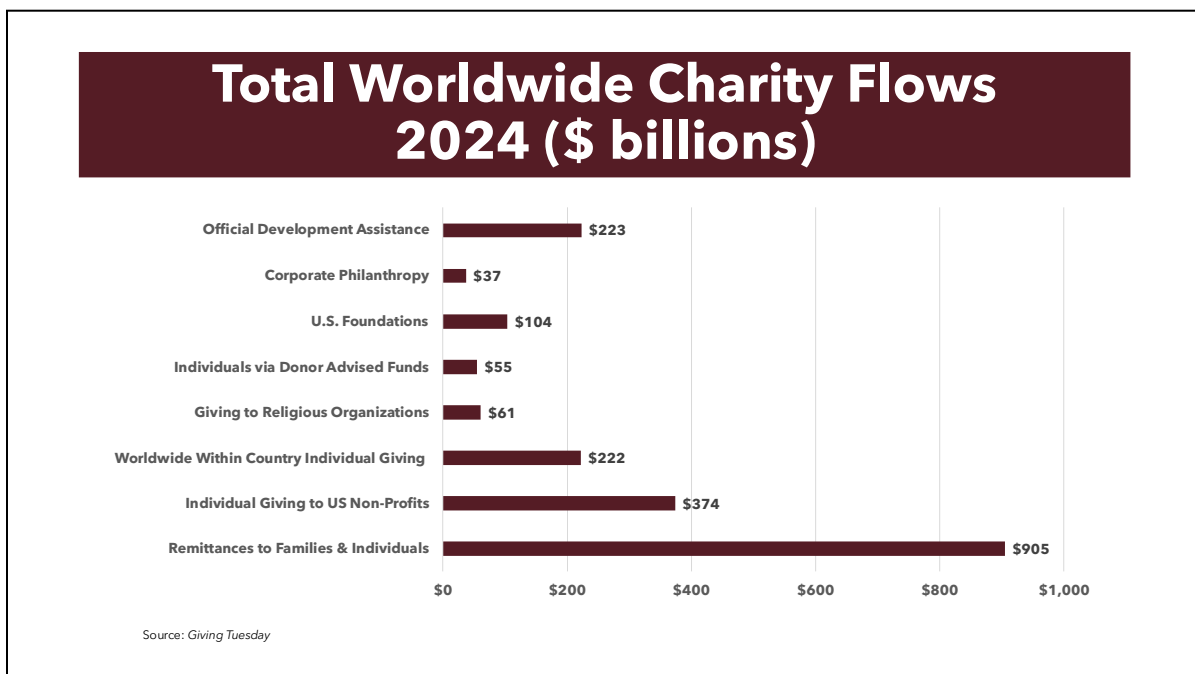 Total Worldwide Charity Flows
2024 ($ billions)
Official Development Assistance $223
Corporate Philanthropy $37
U.S. Foundations $104
Individuals via Donor Advised Funds $55
Giving to Religious Organizations $61
Worldwide Within Country Individual Giving $222
Individual Giving to US Non-Profits $374
Remittances to Families & Individuals $905
$0 $200 $400 $600 $800 $1,000
Source: Giving Tuesday